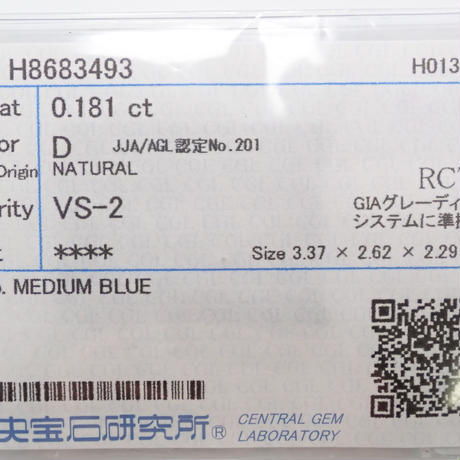 H8683493 H013
at 0.181 ct
or D JJA/AGL認定No.201
Origin NATURAL
rity VS-2 RCT
GIAグレーディ
システムに準拠
t ****
Size 3.37 × 2.62 × 2.29
o. MEDIUM BLUE
央宝石研究所® CENTRAL GEM
LABORATORY